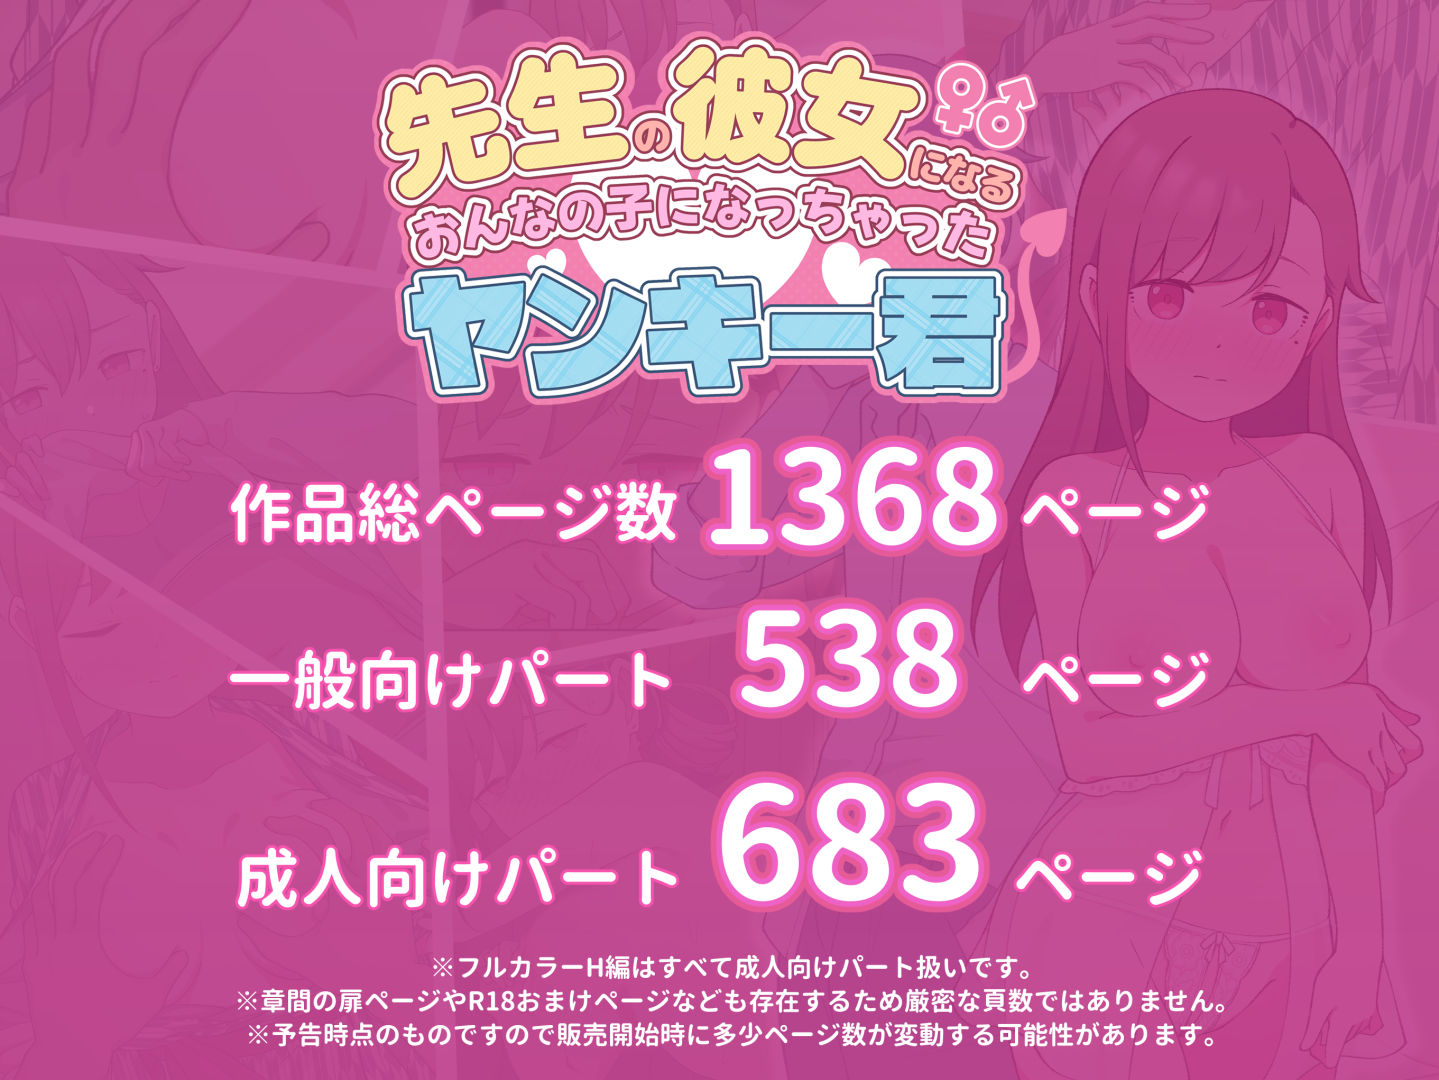 先生の彼女になる
おんなの子になっちゃった
ヤンキー君
作品総ページ数 1368 ページ
一般向けパート 538 ページ
成人向けパート 683 ページ
※フルカラーH編はすべて成人向けパート扱いです。
※章間の扉ページやR18おまけページなども存在するため厳密な頁数ではありません。
※予告時点のものですので販売開始時に多少ページ数が変動する可能性があります。